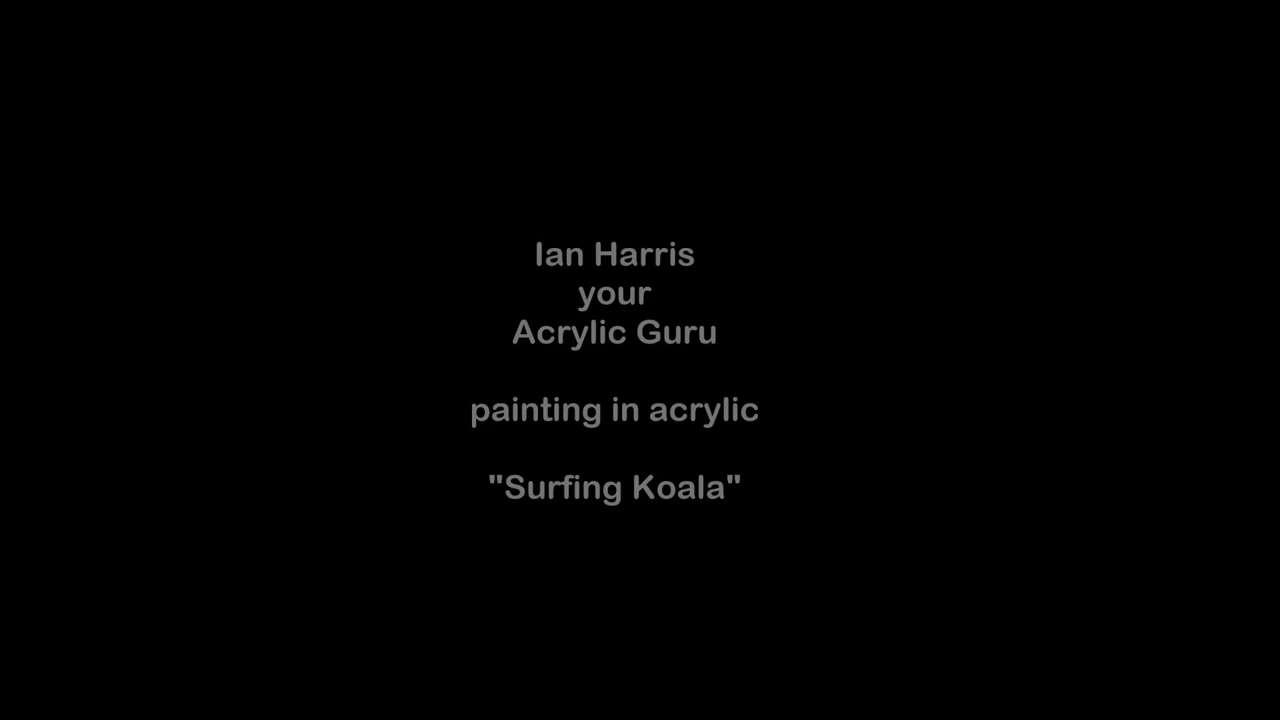 Ian Harris
your
Acrylic Guru
painting in acrylic
"Surfing Koala"